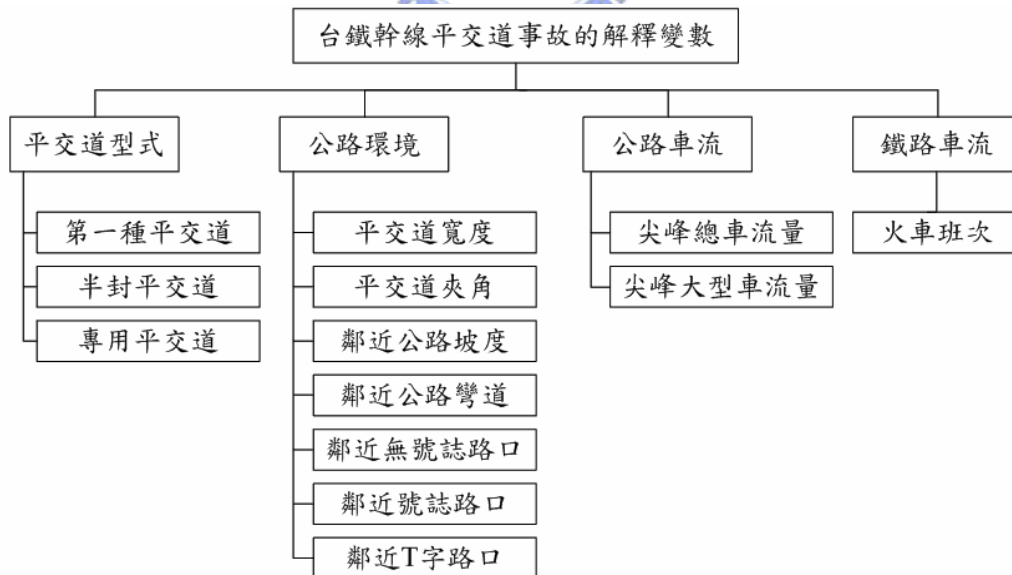 台鐵幹線平交道事故的解釋變數
平交道型式
公路環境
公路車流
鐵路車流
第一種平交道
半封平交道
專用平交道
平交道寬度
平交道夾角
鄰近公路坡度
鄰近公路彎道
鄰近無號誌路口
鄰近號誌路口
鄰近T字路口
尖峰總車流量
尖峰大型車流量
火車班次